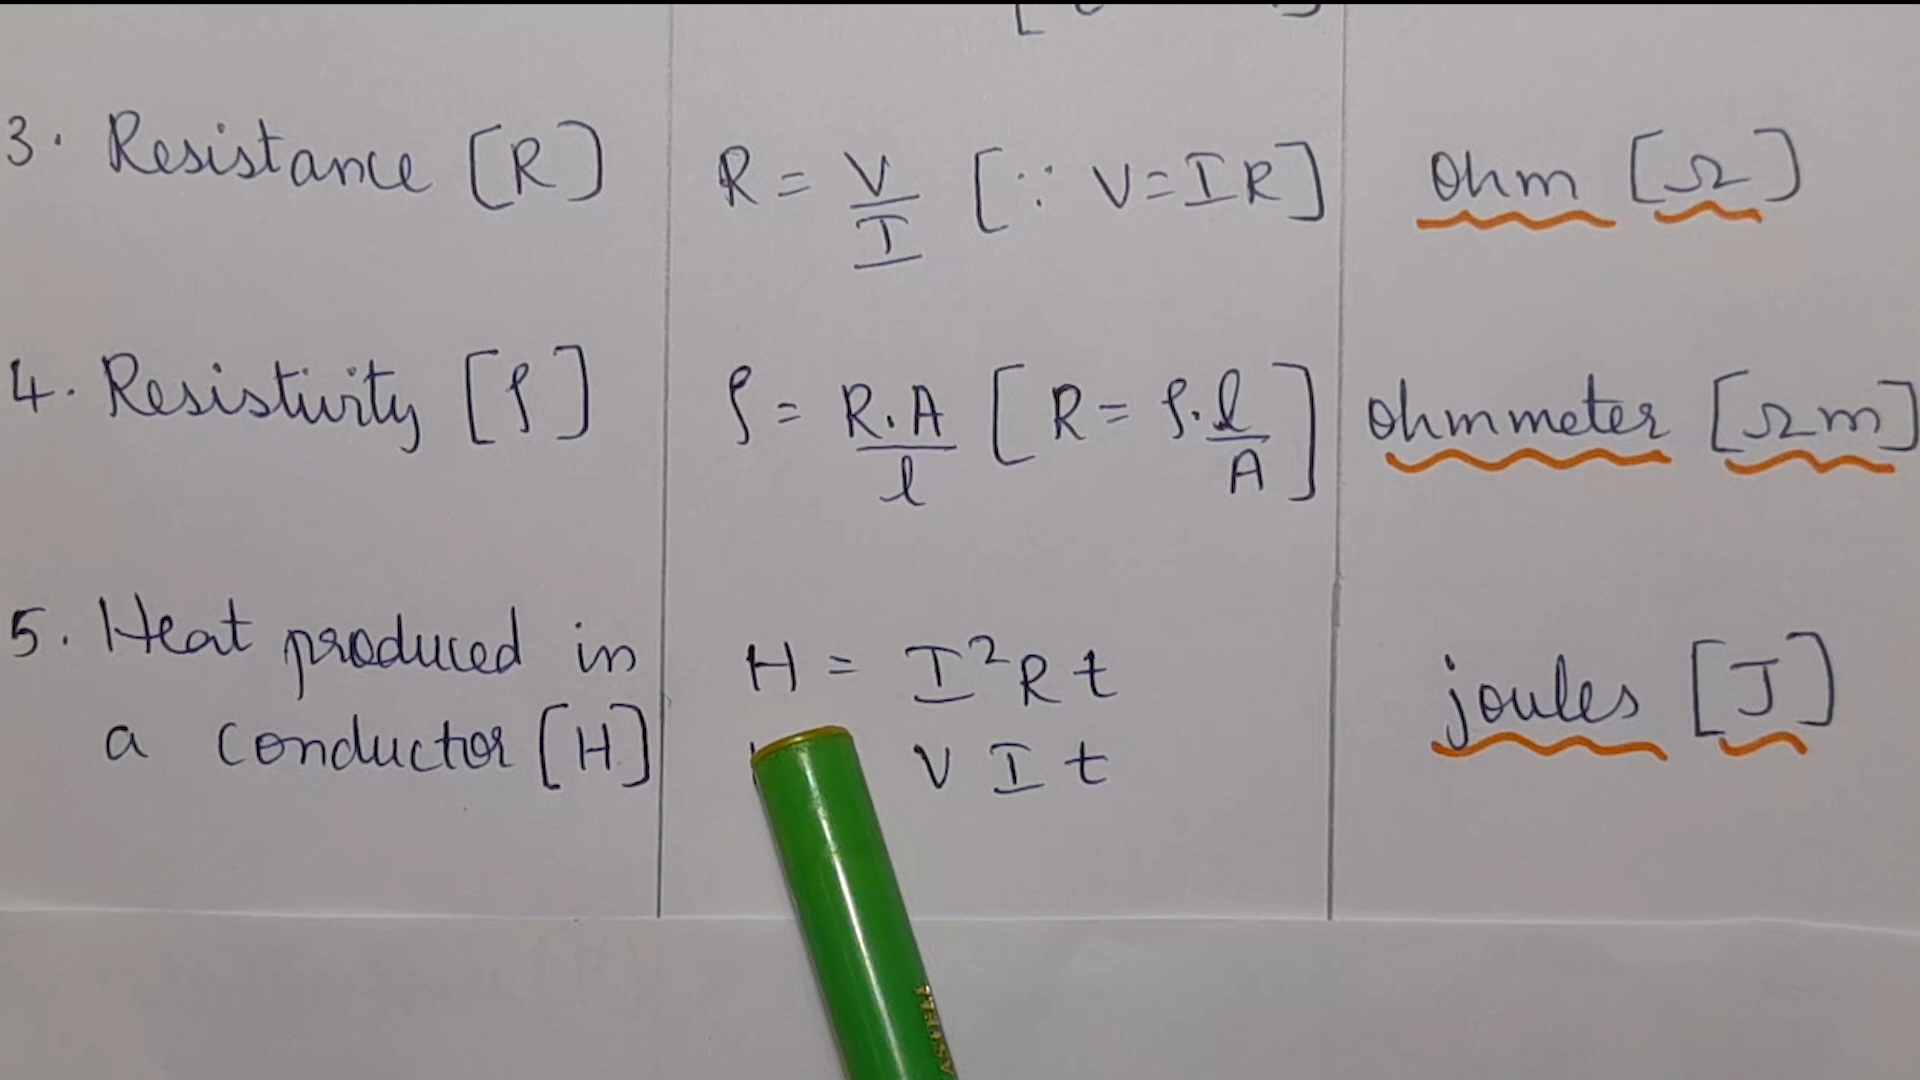 3. Resistance [R] R = V/I [∵ V = IR] ohm [Ω]
4. Resistivity [ρ] ρ = R.A/l [R = ρ.l/A] ohmmeter [Ωm]
5. Heat produced in a conductor [H] H = I²Rt
VIt joules [J]